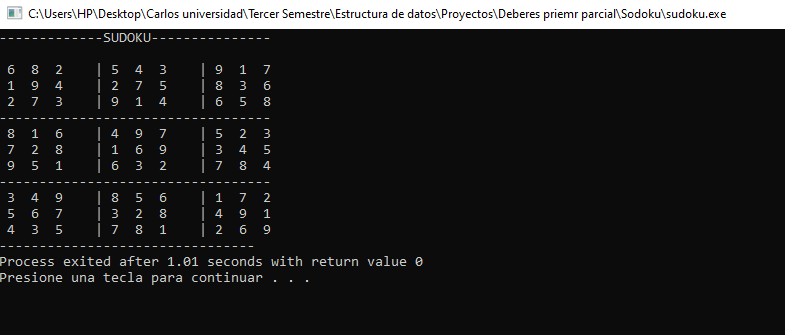 C:\Users\HP\Desktop\Carlos universidad\Tercer Semestre\Estructura de datos\Proyectos\Deberes priemr parcial\Sodoku\sudoku.exe
-------------SUDOKU---------------
6 8 2 | 5 4 3 | 9 1 7
1 9 4 | 2 7 5 | 8 3 6
2 7 3 | 9 1 4 | 6 5 8
----------------------------------
8 1 6 | 4 9 7 | 5 2 3
7 2 8 | 1 6 9 | 3 4 5
9 5 1 | 6 3 2 | 7 8 4
----------------------------------
3 4 9 | 8 5 6 | 1 7 2
5 6 7 | 3 2 8 | 4 9 1
4 3 5 | 7 8 1 | 2 6 9
--------------------------------
Process exited after 1.01 seconds with return value 0
Presione una tecla para continuar . . .